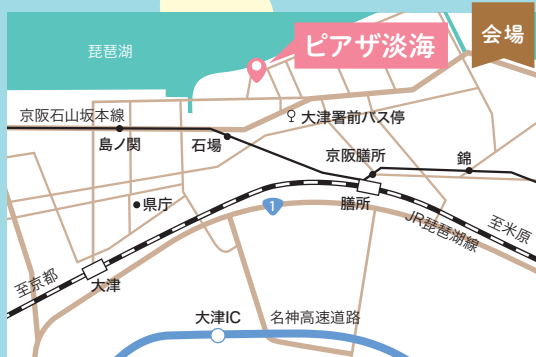 会場
ピアザ淡海
琵琶湖
京阪石山坂本線
大津署前バス停
島ノ関
石場
京阪膳所
錦
県庁
膳所
1
JR琵琶湖線
至米原
至京都
大津
大津IC
名神高速道路